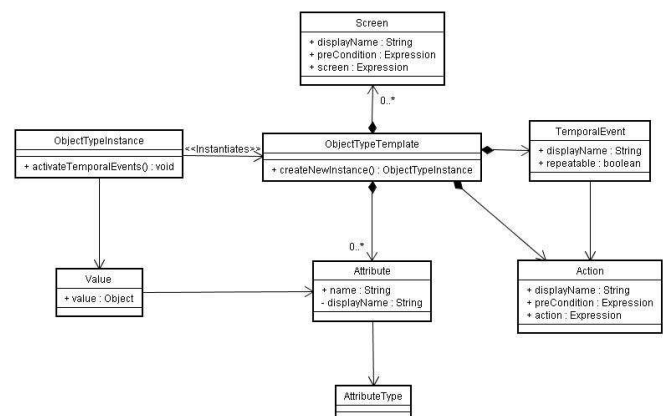 Screen
+ displayName : String
+ preCondition : Expression
+ screen : Expression
0..*
ObjectTypeInstance
+ activateTemporalEvents() : void
<<Instantiates>>
ObjectTypeTemplate
+ createNewInstance() : ObjectTypeInstance
TemporalEvent
+ displayName : String
+ repeatable : boolean
0..*
Value
+ value : Object
Attribute
+ name : String
- displayName : String
Action
+ displayName : String
+ preCondition : Expression
+ action : Expression
AttributeType